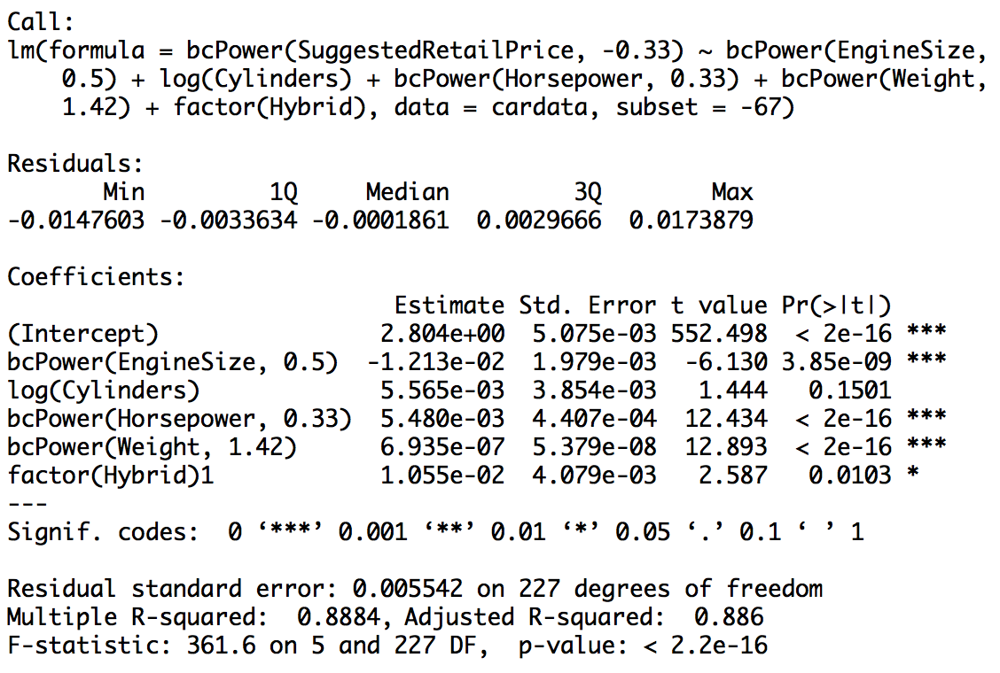 Call:
lm(formula = bcPower(SuggestedRetailPrice, -0.33) ~ bcPower(EngineSize,
    0.5) + log(Cylinders) + bcPower(Horsepower, 0.33) + bcPower(Weight,
    1.42) + factor(Hybrid), data = cardata, subset = -67)

Residuals:
       Min         1Q     Median         3Q        Max
-0.0147603 -0.0033634 -0.0001861  0.0029666  0.0173879

Coefficients:
                            Estimate Std. Error t value Pr(>|t|)
(Intercept)                2.804e+00  5.075e-03 552.498  < 2e-16 ***
bcPower(EngineSize, 0.5)  -1.213e-02  1.979e-03  -6.130 3.85e-09 ***
log(Cylinders)             5.565e-03  3.854e-03   1.444   0.1501
bcPower(Horsepower, 0.33)  5.480e-03  4.407e-04  12.434  < 2e-16 ***
bcPower(Weight, 1.42)      6.935e-07  5.379e-08  12.893  < 2e-16 ***
factor(Hybrid)1            1.055e-02  4.079e-03   2.587   0.0103 *
---
Signif. codes:  0 ‘***’ 0.001 ‘**’ 0.01 ‘*’ 0.05 ‘.’ 0.1 ‘ ’ 1

Residual standard error: 0.005542 on 227 degrees of freedom
Multiple R-squared:  0.8884, Adjusted R-squared:  0.886
F-statistic: 361.6 on 5 and 227 DF,  p-value: < 2.2e-16